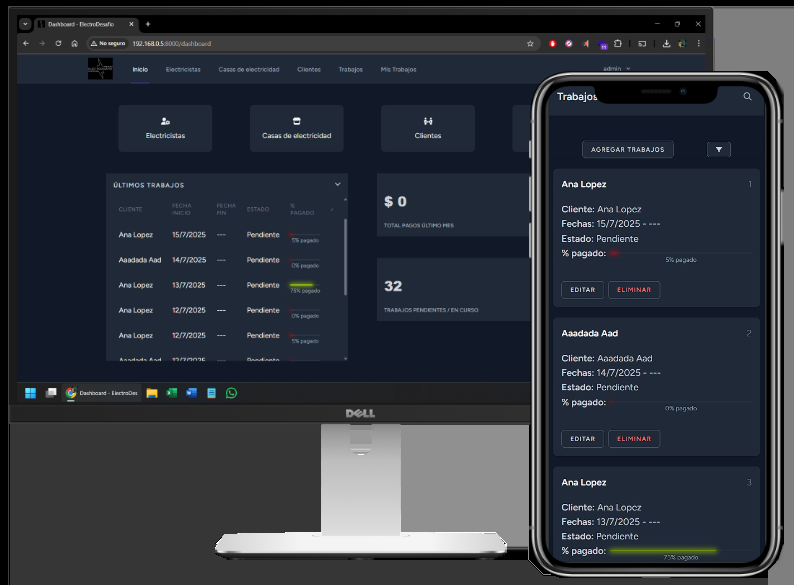 Dashboard - ElectroDesafio
No seguro 192.168.0.5:8000/dashboard
Inicio Electricistas Casas de electricidad Clientes Trabajos Mis Trabajos admin
Electricistas Casas de electricidad Clientes
ÚLTIMOS TRABAJOS
CLIENTE FECHA INICIO FECHA FIN ESTADO % PAGADO
Ana Lopez 15/7/2025 --- Pendiente 5% pagado
Aaadada Aad 14/7/2025 --- Pendiente 0% pagado
Ana Lopez 13/7/2025 --- Pendiente 75% pagado
Ana Lopez 12/7/2025 --- Pendiente 0% pagado
Ana Lopez 12/7/2025 --- Pendiente 5% pagado
Aaadada Aad 12/7/2025 --- Pendiente
$ 0
TOTAL PAGOS ÚLTIMO MES
32
TRABAJOS PENDIENTES / EN CURSO
Dashboard - ElectroDes
DELL
Trabajos
AGREGAR TRABAJOS
Ana Lopez 1
Cliente: Ana Lopez
Fechas: 15/7/2025 - ---
Estado: Pendiente
% pagado:
5% pagado
EDITAR ELIMINAR
Aaadada Aad 2
Cliente: Aaadada Aad
Fechas: 14/7/2025 - ---
Estado: Pendiente
% pagado:
0% pagado
EDITAR ELIMINAR
Ana Lopez 3
Cliente: Ana Lopez
Fechas: 13/7/2025 - ---
Estado: Pendiente
% pagado:
75% pagado